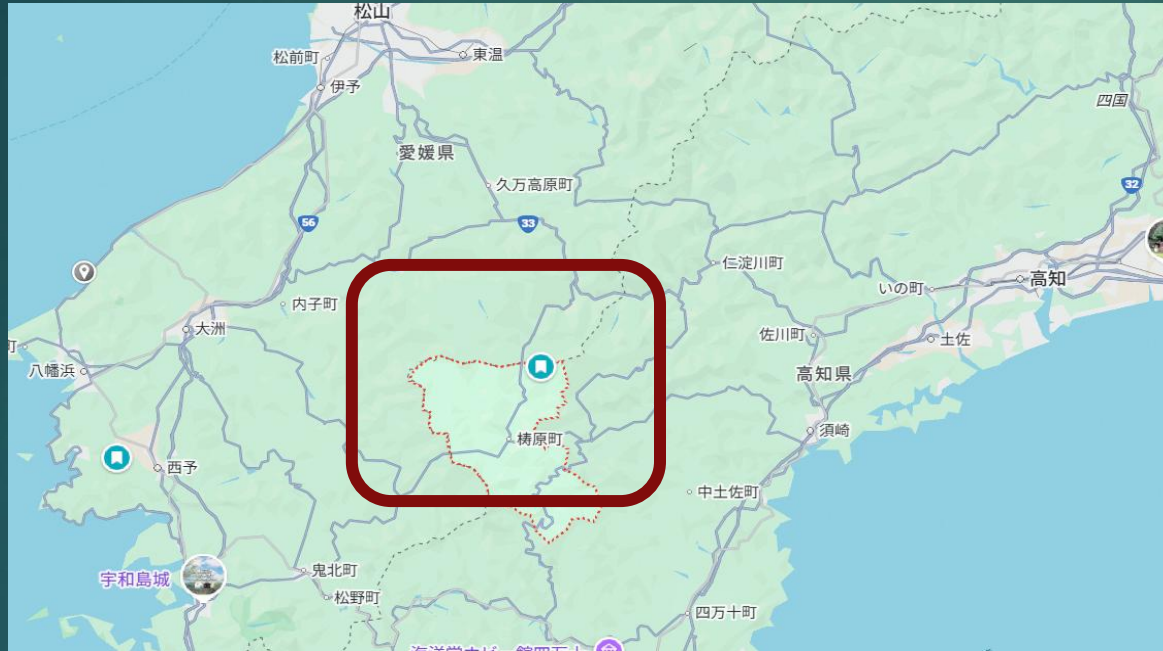 松山
松前町
東温
伊予
四国
愛媛県
久万高原町
32
56
33
仁淀川町
いの町
高知
内子町
大洲
佐川町
土佐
町
八幡浜
高知県
須崎
梼原町
西予
中土佐町
鬼北町
宇和島城
松野町
四万十町